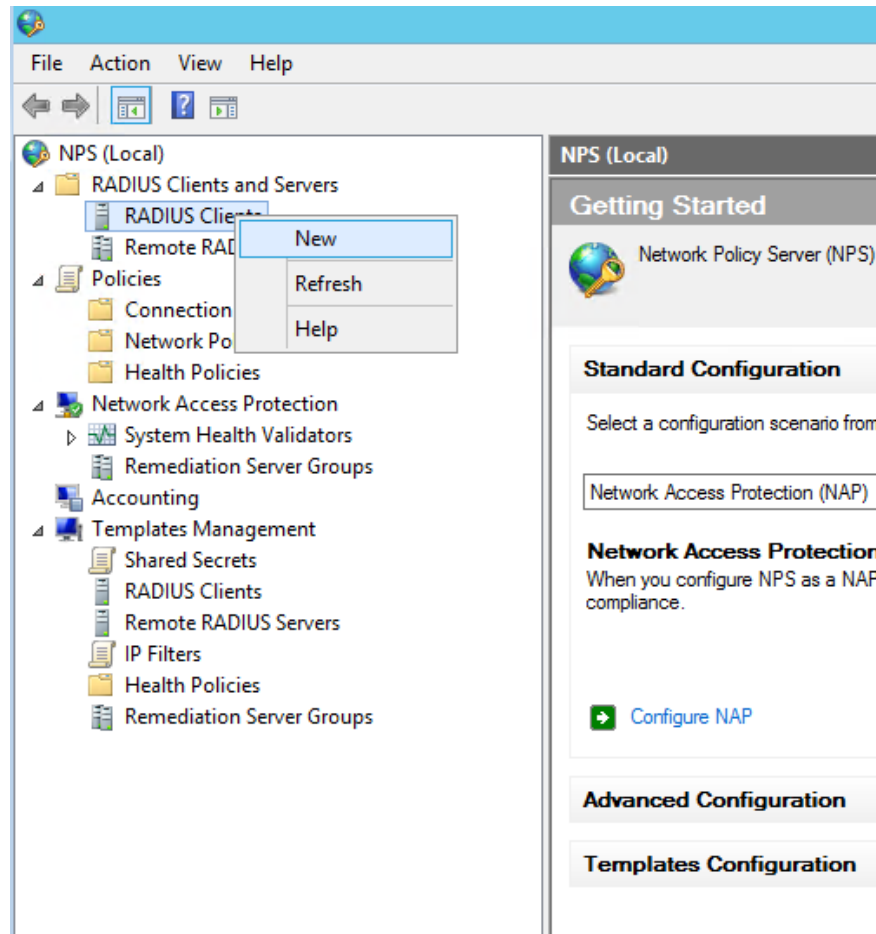 File Action View Help
NPS (Local)
RADIUS Clients and Servers
RADIUS Clients
New
Remote RAD
Refresh
Policies
Connection
Help
Network Po
Health Policies
Network Access Protection
System Health Validators
Remediation Server Groups
Accounting
Templates Management
Shared Secrets
RADIUS Clients
Remote RADIUS Servers
IP Filters
Health Policies
Remediation Server Groups
NPS (Local)
Getting Started
Network Policy Server (NPS)
Standard Configuration
Select a configuration scenario from
Network Access Protection (NAP)
Network Access Protection
When you configure NPS as a NAP
compliance.
Configure NAP
Advanced Configuration
Templates Configuration